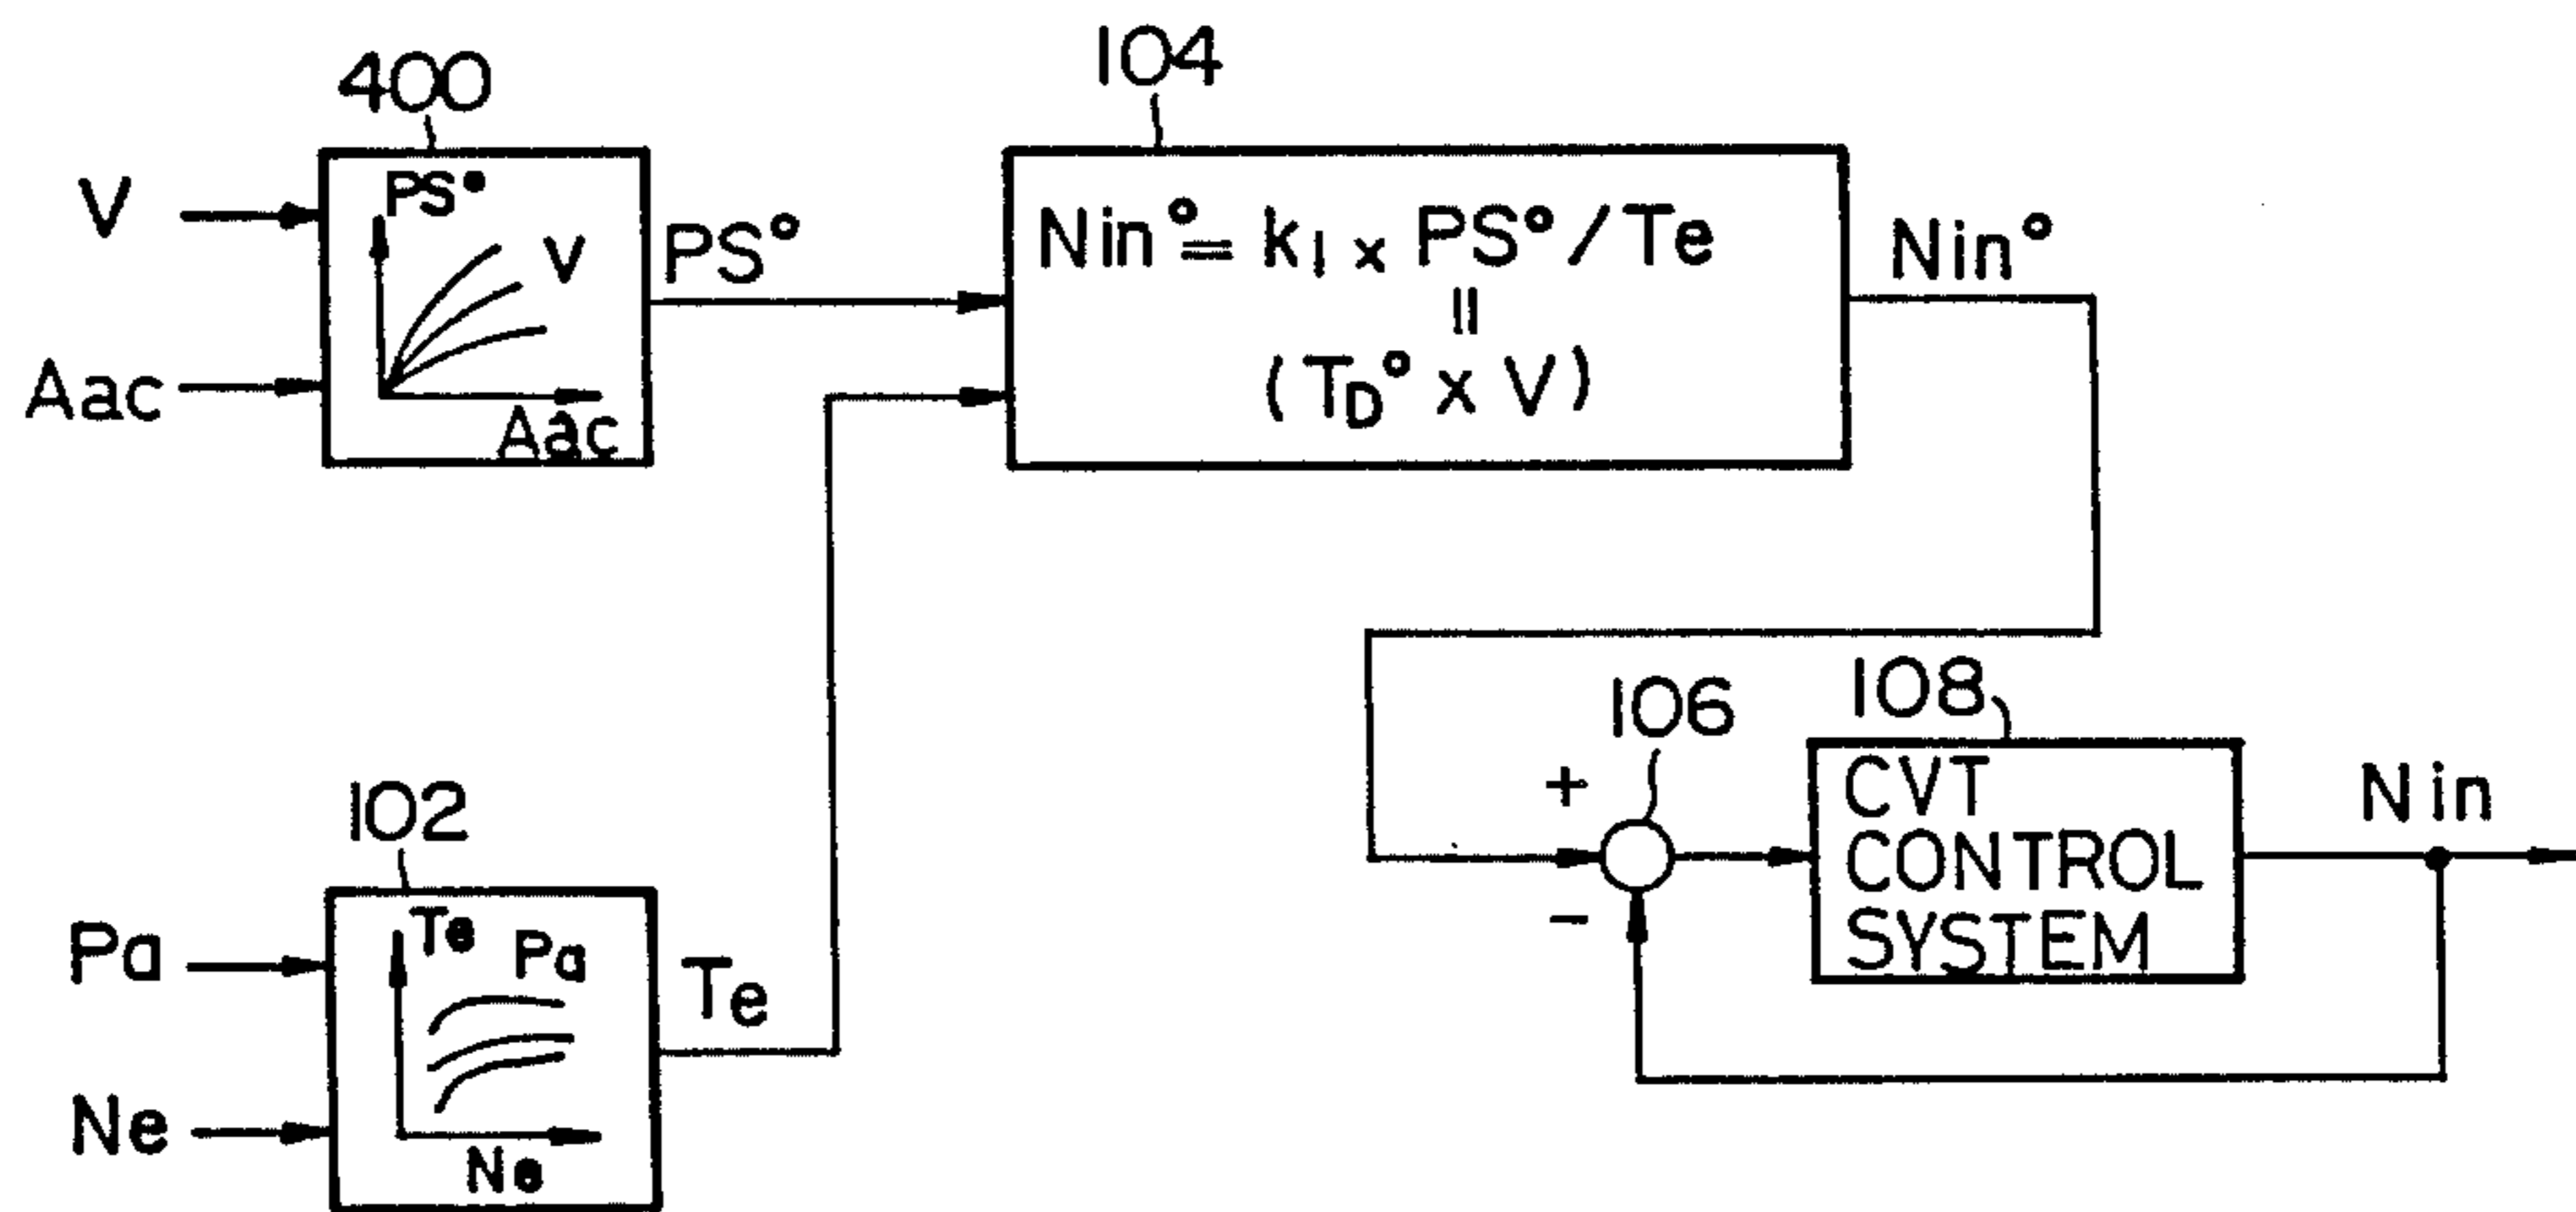 400
V
Aac
PS°
V
Aac
PS°
104
Nin° = k1 × PS° / Te
=
(TD° × V)
Nin°
102
Pa
Ne
Te
Pa
Ne
Te
106
+
-
108
CVT
CONTROL
SYSTEM
Nin